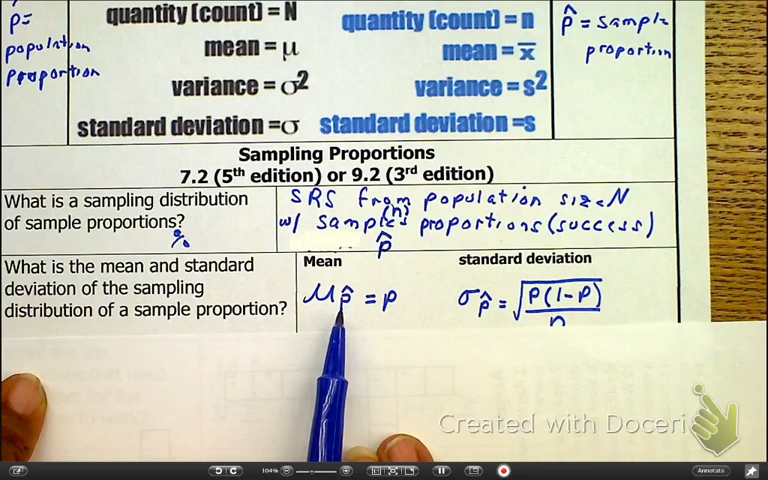 quantity (count) = N
mean = μ
variance = σ2
standard deviation =σ
quantity (count) = n
mean = x̅
variance = s2
standard deviation =s
p=
population
proportion
p̂ = sample
proportion
Sampling Proportions
7.2 (5th edition) or 9.2 (3rd edition)
What is a sampling distribution
of sample proportions?
%
SRS from population size N
(n)
w/ samples proportions (success)
p̂
What is the mean and standard
deviation of the sampling
distribution of a sample proportion?
Mean
μp̂ = p
standard deviation
σp̂ = √p(1-p)
n
Created with Doceri
104%
Annotate